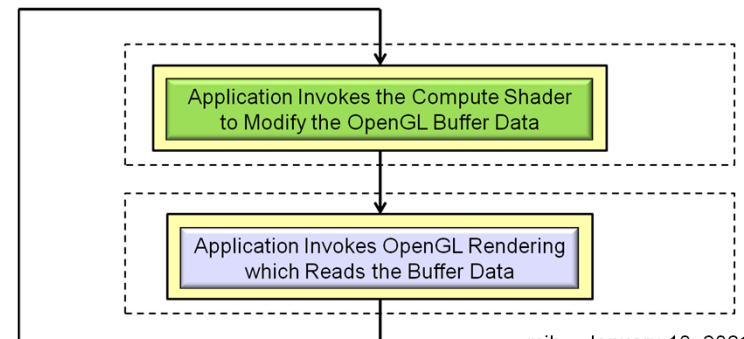 Application Invokes the Compute Shader
to Modify the OpenGL Buffer Data
Application Invokes OpenGL Rendering
which Reads the Buffer Data